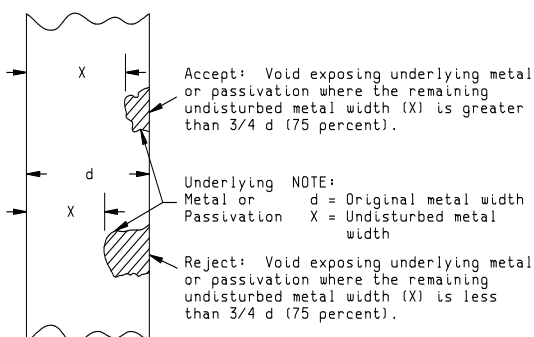 X
Accept: Void exposing underlying metal
or passivation where the remaining
undisturbed metal width (X) is greater
than 3/4 d (75 percent).
d
Underlying NOTE:
Metal or d = Original metal width
X
Passivation X = Undisturbed metal
width
Reject: Void exposing underlying metal
or passivation where the remaining
undisturbed metal width (X) is less
than 3/4 d (75 percent).